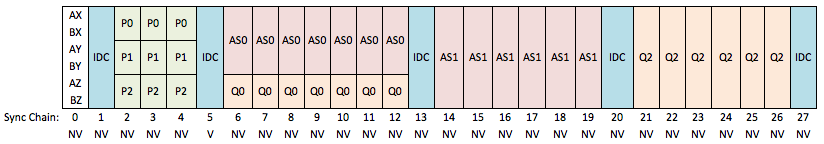 AX
BX
AY
BY
AZ
BZ
IDC
P0 P0 P0
P1 P1 P1
P2 P2 P2
IDC
AS0 AS0 AS0 AS0 AS0 AS0 AS0
Q0 Q0 Q0 Q0 Q0 Q0 Q0
IDC
AS1 AS1 AS1 AS1 AS1 AS1
IDC
Q2 Q2 Q2 Q2 Q2 Q2
IDC
Sync Chain: 0 1 2 3 4 5 6 7 8 9 10 11 12 13 14 15 16 17 18 19 20 21 22 23 24 25 26 27
NV NV NV NV NV V NV NV NV NV NV NV NV NV NV NV NV NV NV NV NV NV NV NV NV NV NV NV